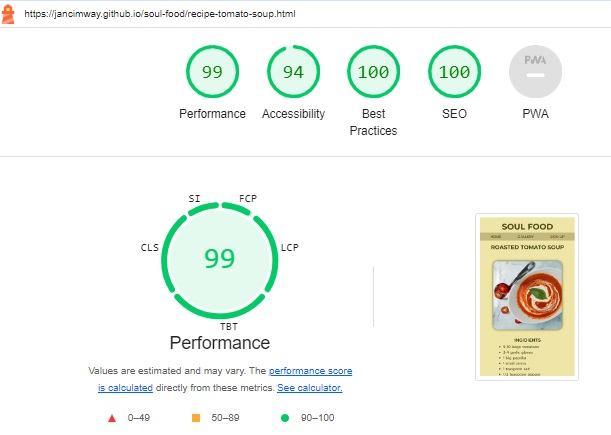 https://jancimway.github.io/soul-food/recipe-tomato-soup.html
99 94 100 100 PWA
Performance Accessibility Best Practices SEO PWA
SI FCP
CLS 99 LCP
TBT
Performance
Values are estimated and may vary. The performance score
is calculated directly from these metrics. See calculator.
0–49 50–89 90–100
SOUL FOOD
HOME GALLERY SIGN UP
ROASTED TOMATO SOUP
INGDIENTS